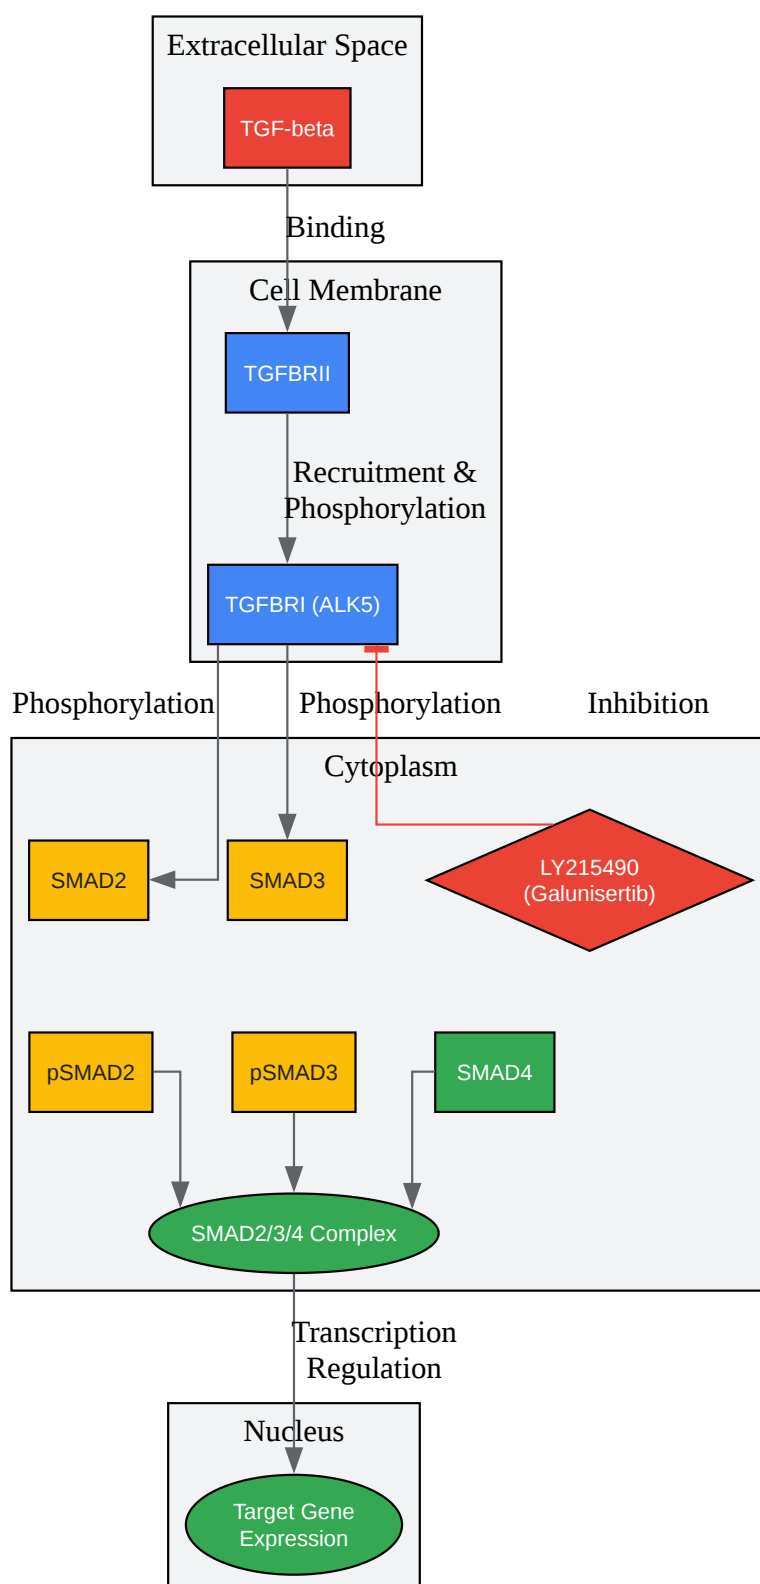 Extracellular Space
TGF-beta
Binding
Cell Membrane
TGFBRII
Recruitment &
Phosphorylation
TGFBRI (ALK5)
Phosphorylation
Phosphorylation
Inhibition
Cytoplasm
SMAD2
SMAD3
LY215490
(Galunisertib)
pSMAD2
pSMAD3
SMAD4
SMAD2/3/4 Complex
Transcription
Regulation
Nucleus
Target Gene
Expression